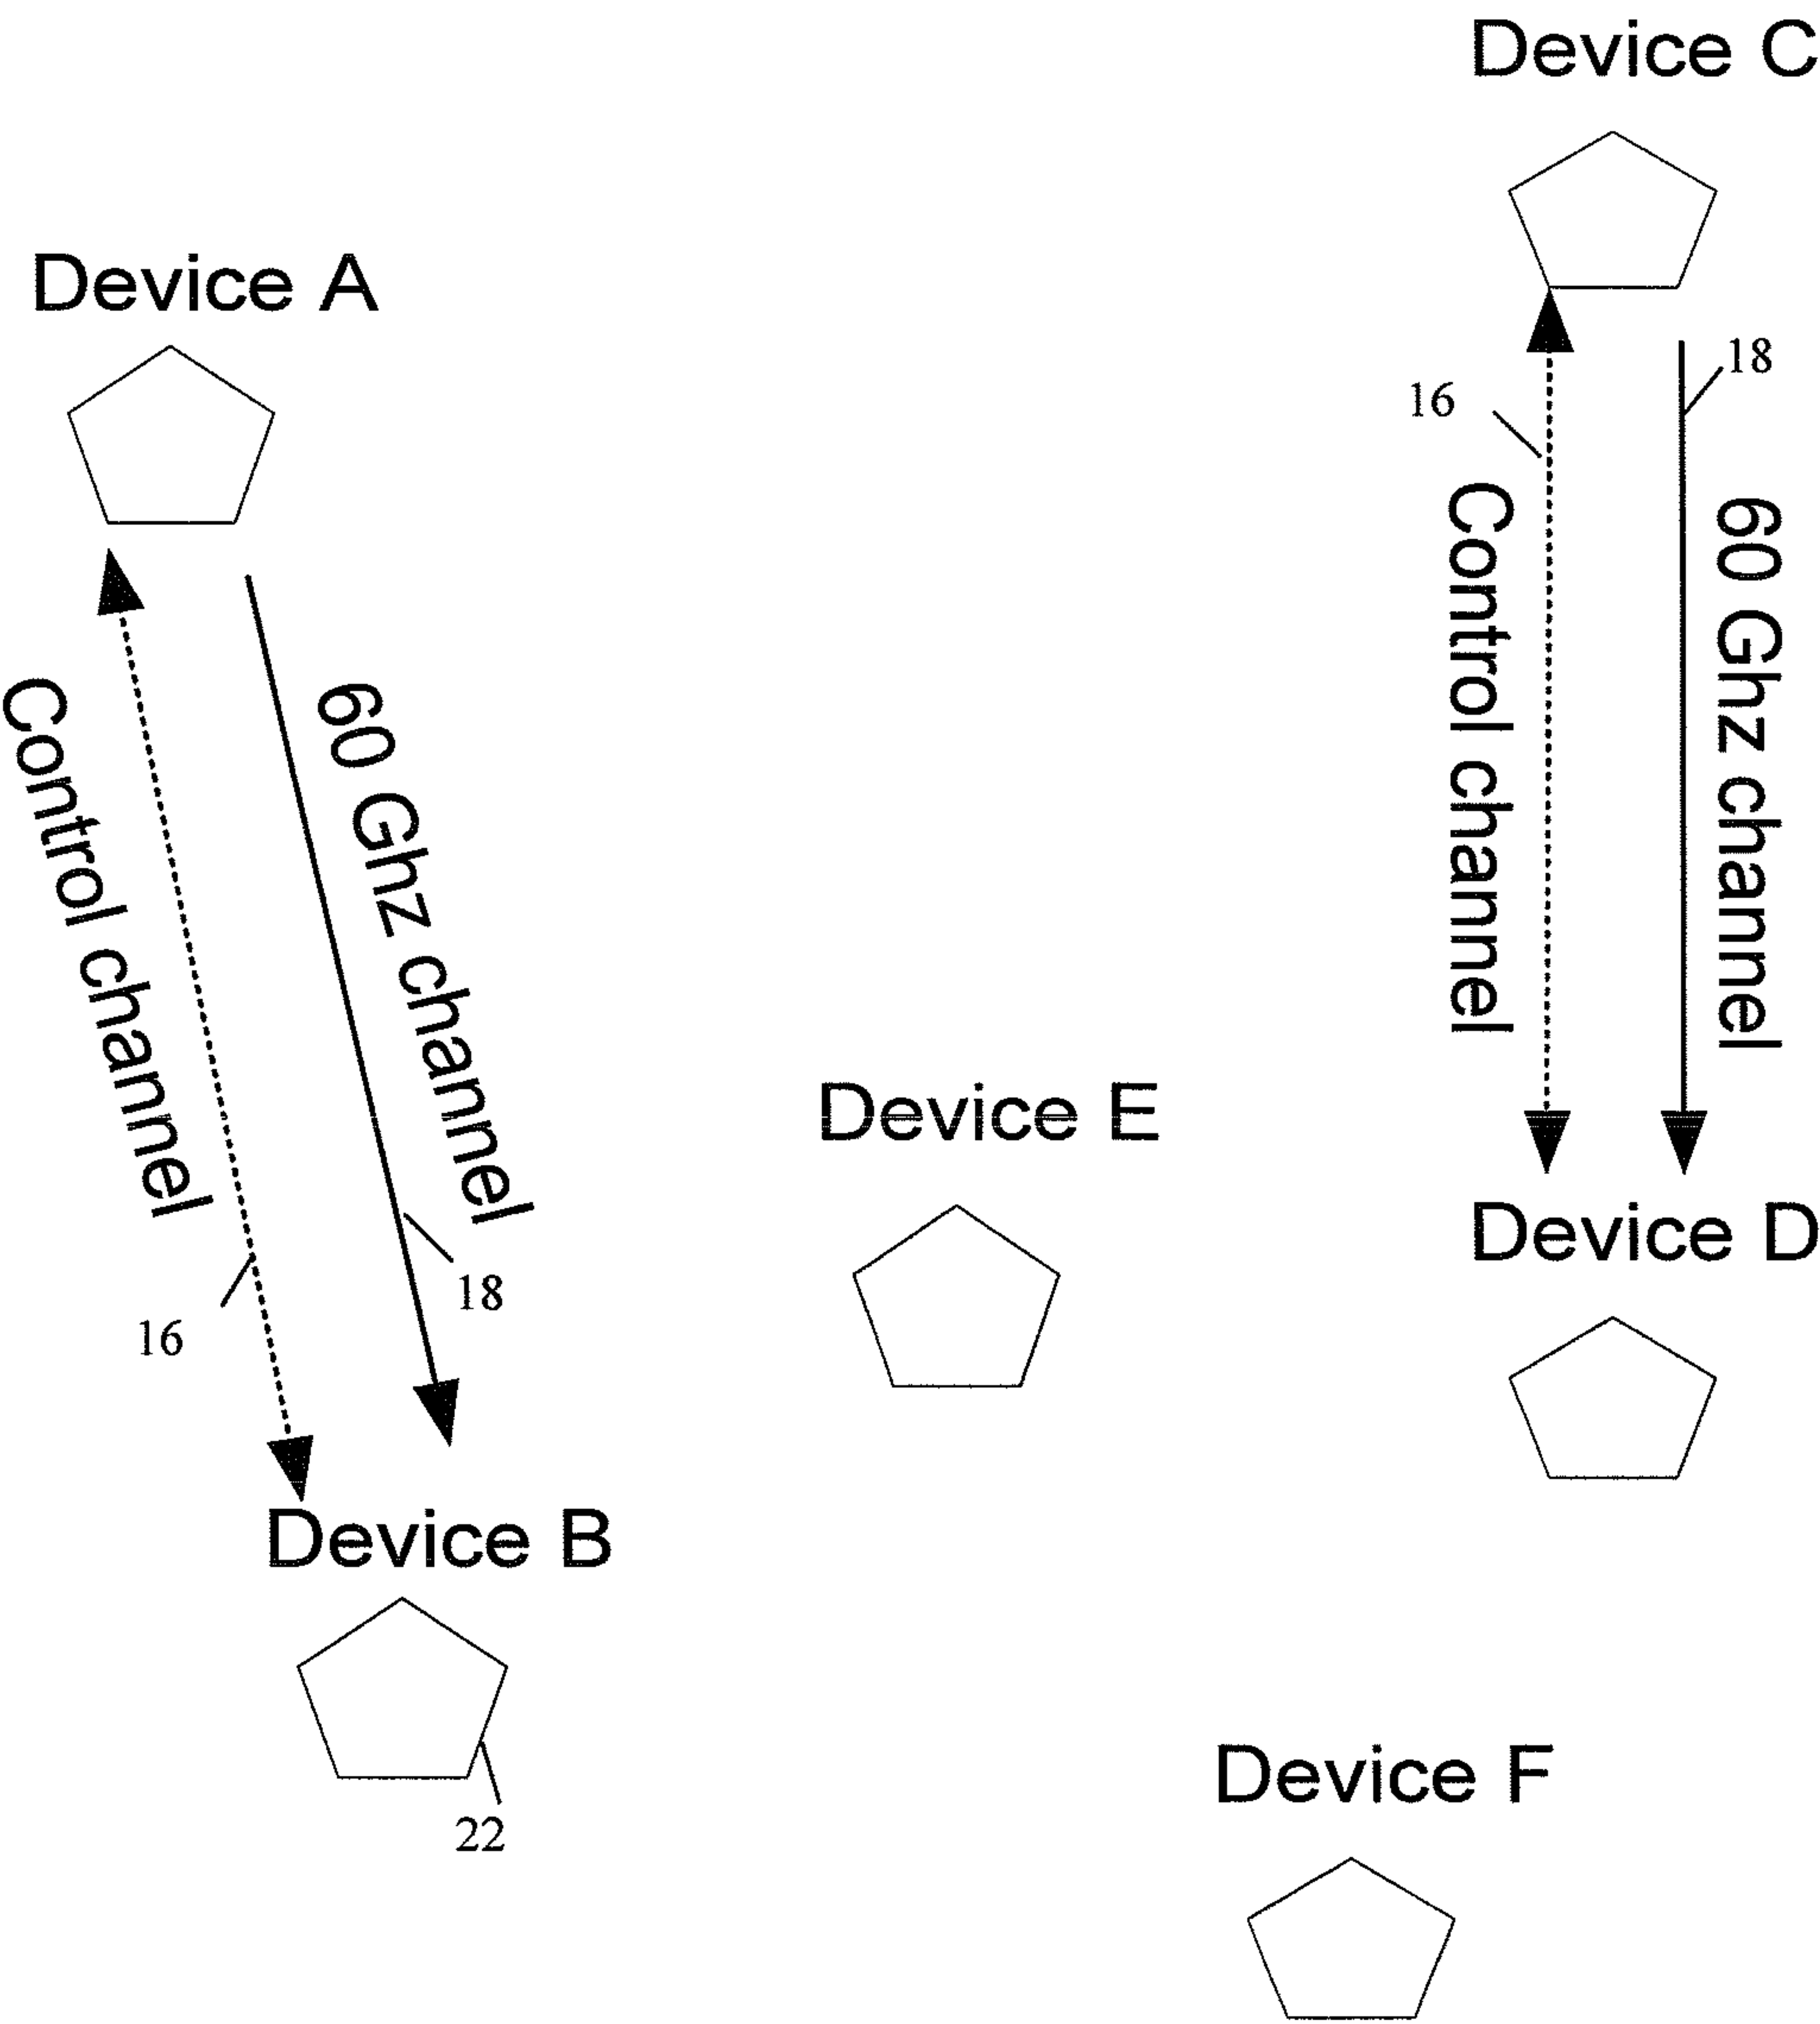 Device C
Device A
18
16
Control channel
60 Ghz channel
Control channel
60 Ghz channel
Device E
Device D
18
16
Device B
Device F
22